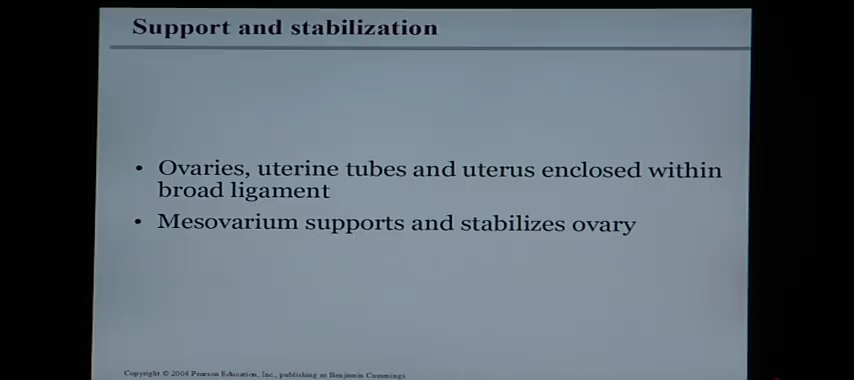 Support and stabilization
• Ovaries, uterine tubes and uterus enclosed within
broad ligament
• Mesovarium supports and stabilizes ovary
Copyright © 2004 Pearson Education, Inc., publishing as Benjamin Cummings